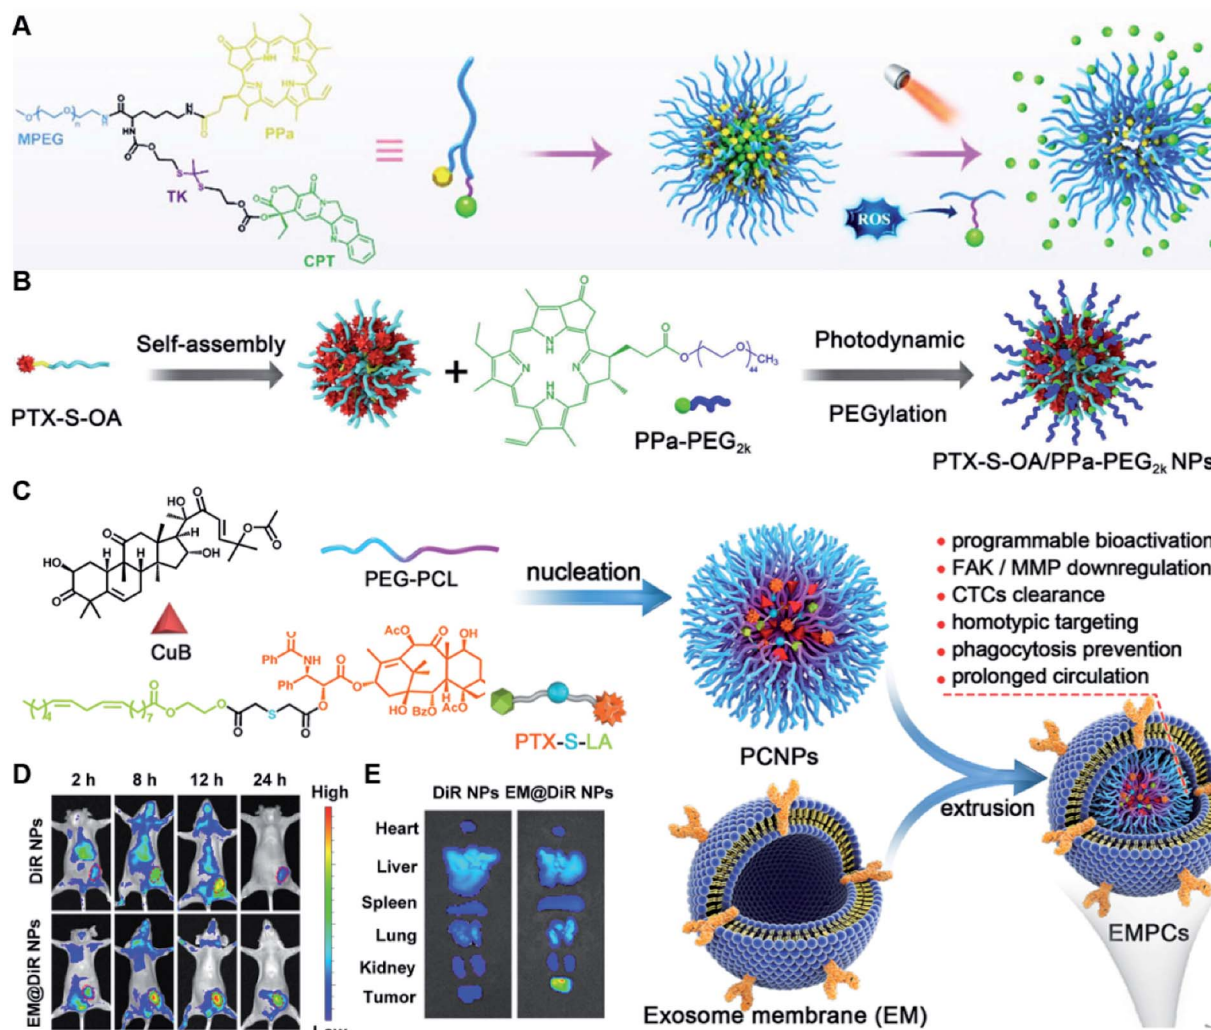 A
MPEG
PPa
TK
CPT
ROS
B
PTX-S-OA
Self-assembly
+
PPa-PEG2k
Photodynamic
PEGylation
PTX-S-OA/PPa-PEG2k NPs
C
CuB
PEG-PCL
PTX-S-LA
nucleation
PCNPs
Exosome membrane (EM)
extrusion
• programmable bioactivation
• FAK / MMP downregulation
• CTCs clearance
• homotypic targeting
• phagocytosis prevention
• prolonged circulation
EMPCs
D
2 h 8 h 12 h 24 h
DiR NPs
EM@DiR NPs
High
Low
E
DiR NPs EM@DiR NPs
Heart
Liver
Spleen
Lung
Kidney
Tumor